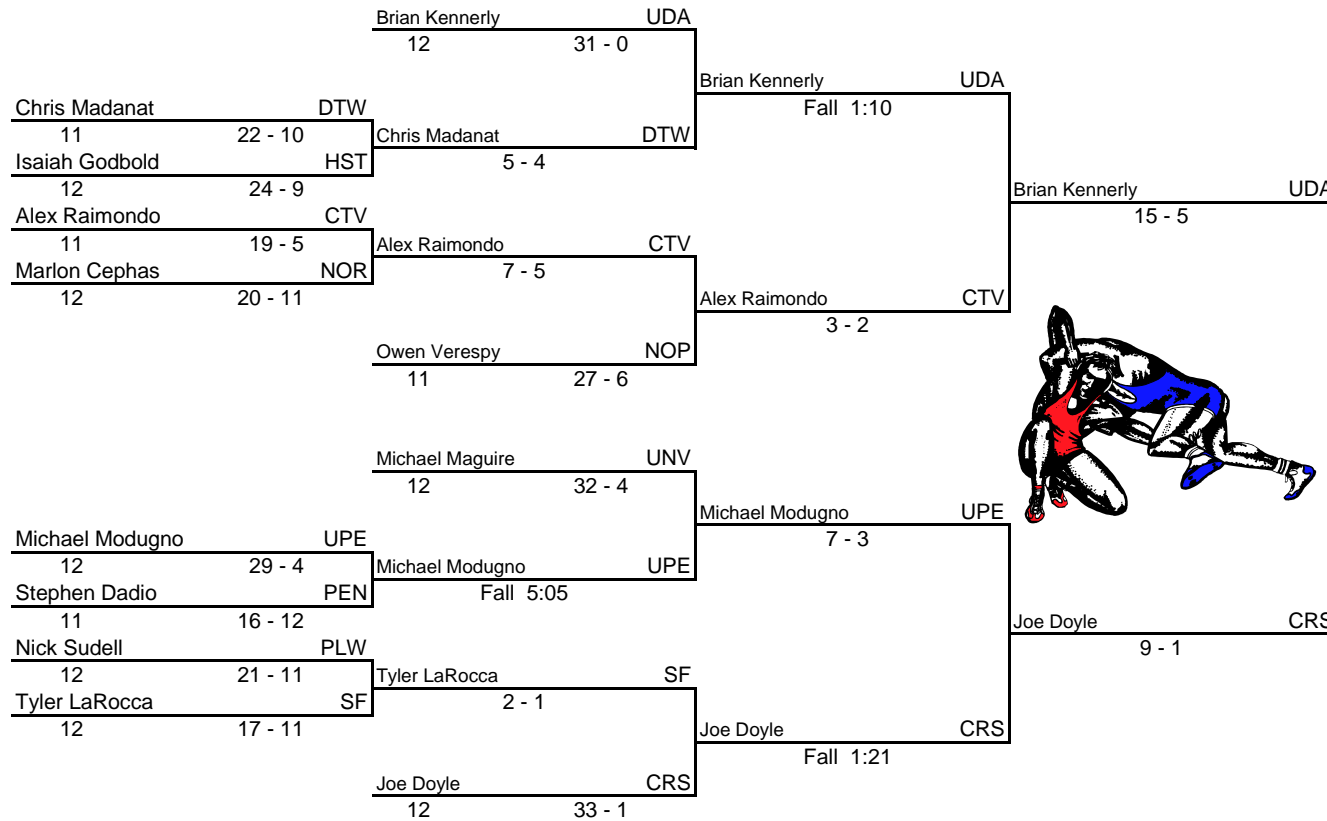 Brian Kennerly UDA
12 31 - 0
Brian Kennerly UDA
Fall 1:10
Chris Madanat DTW
11 22 - 10
Chris Madanat DTW
5 - 4
Isaiah Godbold HST
12 24 - 9
Brian Kennerly UDA
15 - 5
Alex Raimondo CTV
11 19 - 5
Alex Raimondo CTV
7 - 5
Marlon Cephas NOR
12 20 - 11
Alex Raimondo CTV
3 - 2
Owen Verespy NOP
11 27 - 6
Michael Maguire UNV
12 32 - 4
Michael Modugno UPE
7 - 3
Michael Modugno UPE
12 29 - 4
Michael Modugno UPE
Fall 5:05
Stephen Dadio PEN
11 16 - 12
Joe Doyle CRS
9 - 1
Nick Sudell PLW
12 21 - 11
Tyler LaRocca SF
2 - 1
Tyler LaRocca SF
12 17 - 11
Joe Doyle CRS
Fall 1:21
Joe Doyle CRS
12 33 - 1